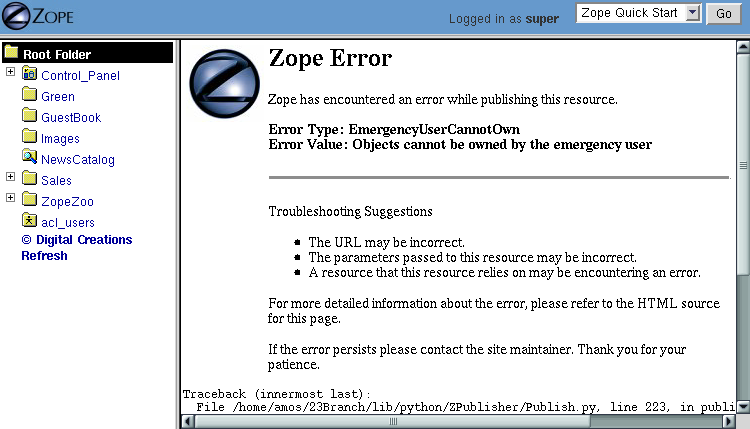 ZOPE
Logged in as super
Zope Quick Start
Go
Root Folder
Control_Panel
Green
GuestBook
Images
NewsCatalog
Sales
ZopeZoo
acl_users
© Digital Creations
Refresh
Zope Error
Zope has encountered an error while publishing this resource.
Error Type: EmergencyUserCannotOwn
Error Value: Objects cannot be owned by the emergency user
Troubleshooting Suggestions
The URL may be incorrect.
The parameters passed to this resource may be incorrect.
A resource that this resource relies on may be encountering an error.
For more detailed information about the error, please refer to the HTML source
for this page.
If the error persists please contact the site maintainer. Thank you for your
patience.
Traceback (innermost last):
File /home/amos/23Branch/lib/python/ZPublisher/Publish.py, line 223, in publi